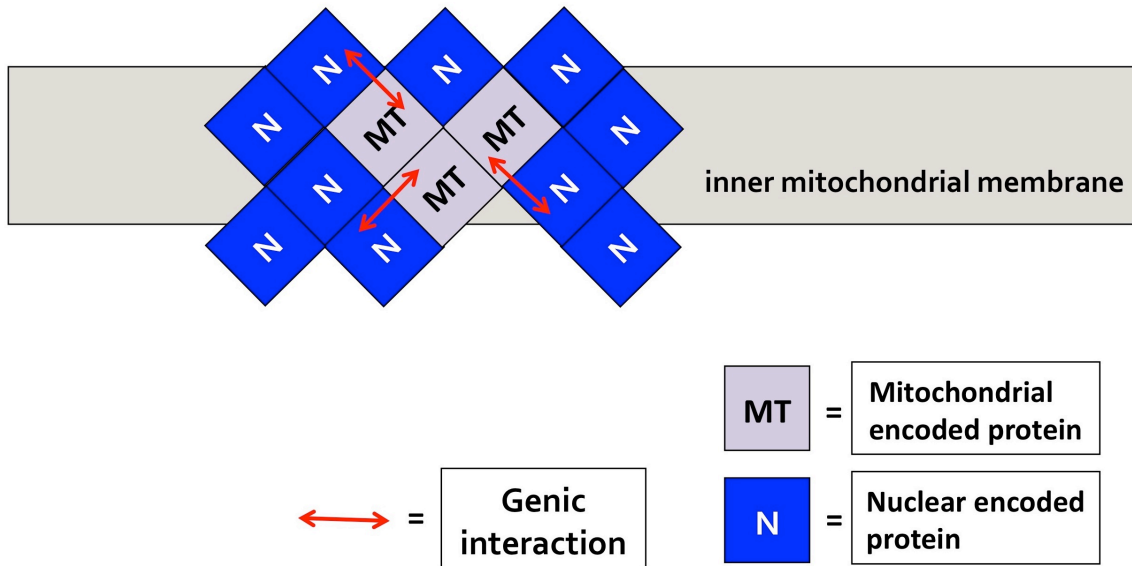 N
N
N
N
MT
MT
N
N
MT
N
inner mitochondrial membrane
N
N
N
MT
=
Mitochondrial
encoded protein
=
Genic
interaction
N
=
Nuclear encoded
protein